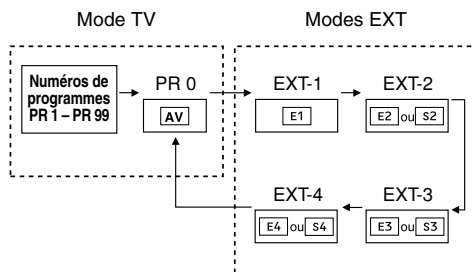 Mode TV
Modes EXT
Numéros de
programmes
PR 1 – PR 99
PR 0
AV
EXT-1
E1
EXT-2
E2 ou S2
EXT-4
E4 ou S4
EXT-3
E3 ou S3